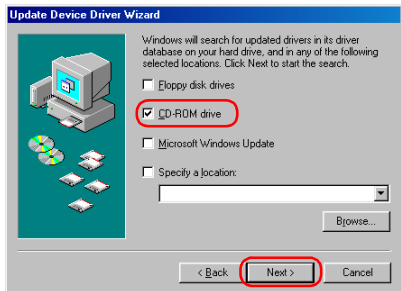 Update Device Driver Wizard
Windows will search for updated drivers in its driver
database on your hard drive, and in any of the following
selected locations. Click Next to start the search.
Floppy disk drives
CD-ROM drive
Microsoft Windows Update
Specify a location:
Browse...
< Back
Next >
Cancel